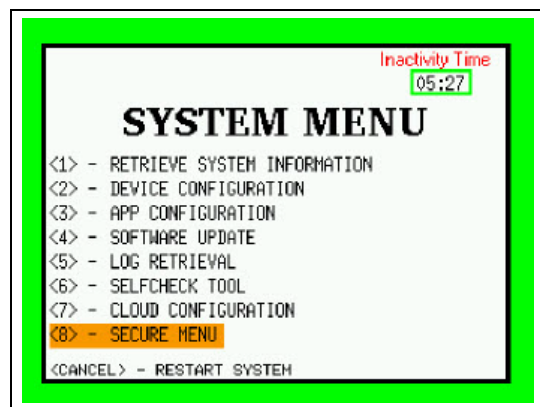 Inactivity Time
05:27
SYSTEM MENU
<1> - RETRIEVE SYSTEM INFORMATION
<2> - DEVICE CONFIGURATION
<3> - APP CONFIGURATION
<4> - SOFTWARE UPDATE
<5> - LOG RETRIEVAL
<6> - SELFCHECK TOOL
<7> - CLOUD CONFIGURATION
<8> - SECURE MENU
<CANCEL> - RESTART SYSTEM